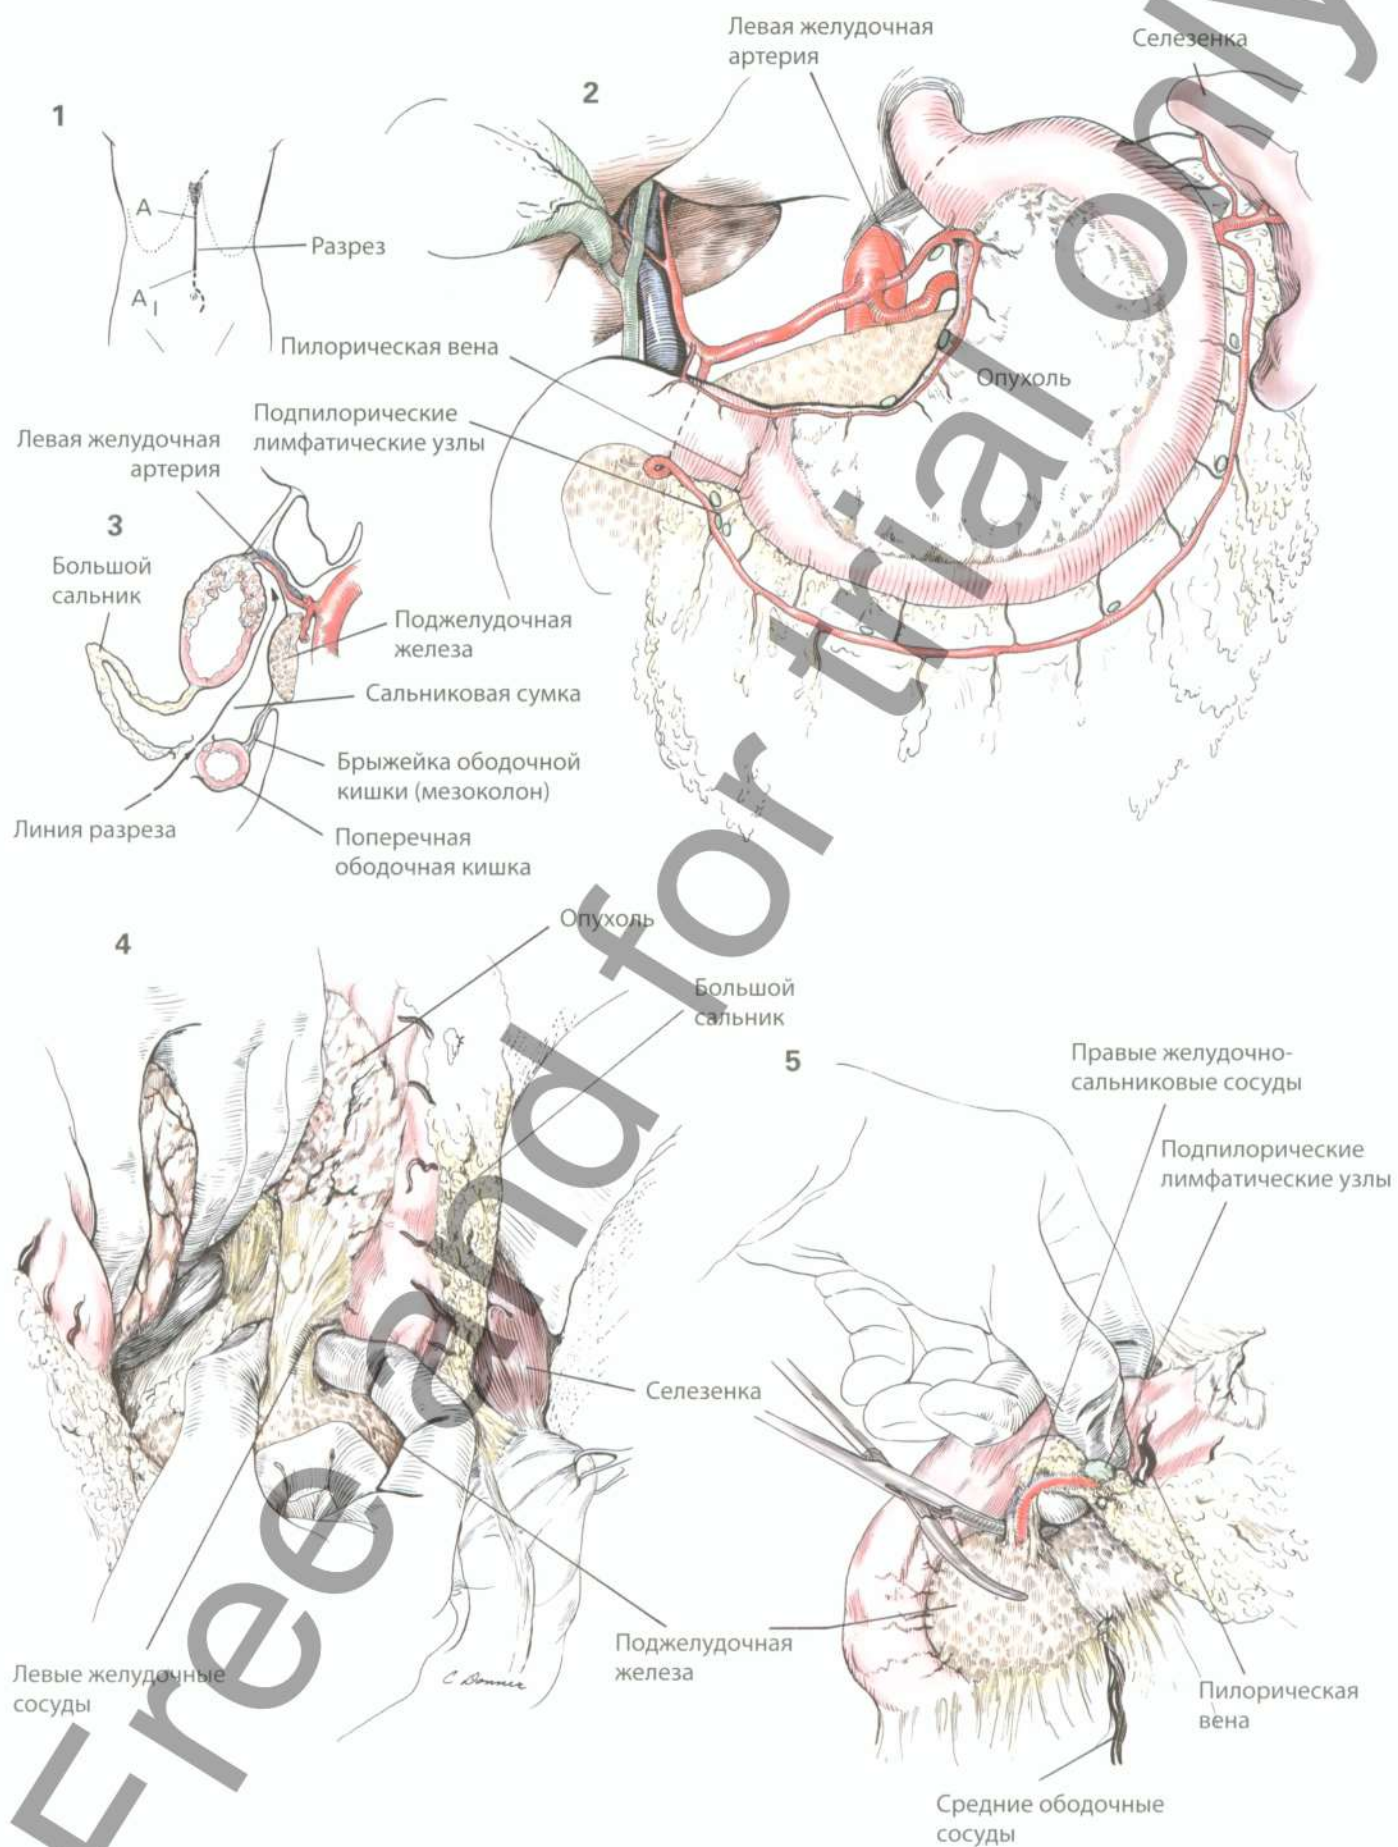 1
A
A1
Разрез
2
Левая желудочная
артерия
Селезенка
Пилорическая вена
Подпилорические
лимфатические узлы
Опухоль
3
Левая желудочная
артерия
Большой
сальник
Поджелудочная
железа
Сальниковая сумка
Брыжейка ободочной
кишки (мезоколон)
Линия разреза
Поперечная
ободочная кишка
4
Опухоль
Большой
сальник
Селезенка
Поджелудочная
железа
Левые желудочные
сосуды
C Donner
5
Правые желудочно-
сальниковые сосуды
Подпилорические
лимфатические узлы
Пилорическая
вена
Средние ободочные
сосуды
Free and for trial only